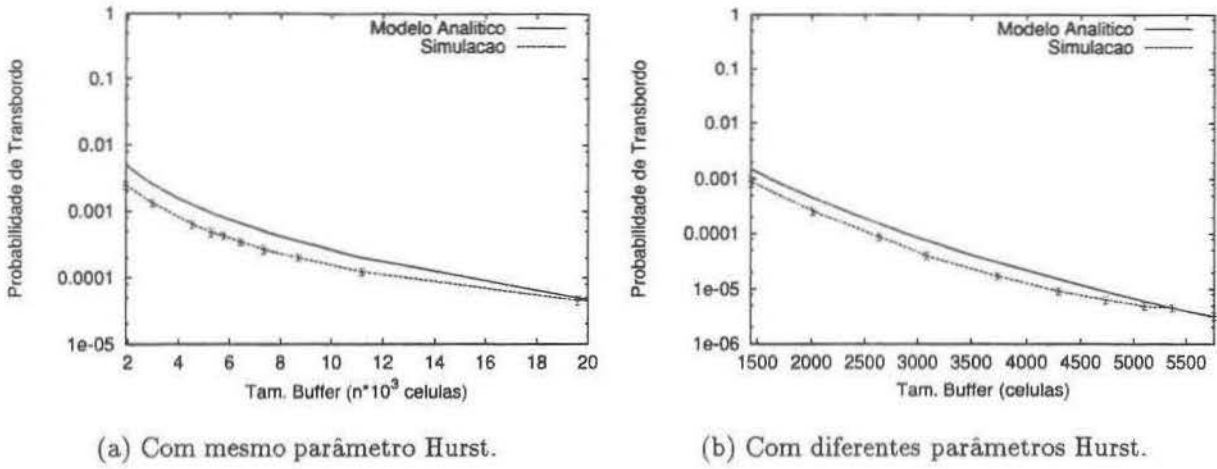 1
0.1
0.01
0.001
0.0001
1e-05
Probabilidade de Transbordo
Modelo Analitico
Simulacao
2 4 6 8 10 12 14 16 18 20
Tam. Buffer (n*10^3 celulas)
(a) Com mesmo parâmetro Hurst.
1
0.1
0.01
0.001
0.0001
1e-05
1e-06
Probabilidade de Transbordo
Modelo Analitico
Simulacao
1500 2000 2500 3000 3500 4000 4500 5000 5500
Tam. Buffer (celulas)
(b) Com diferentes parâmetros Hurst.